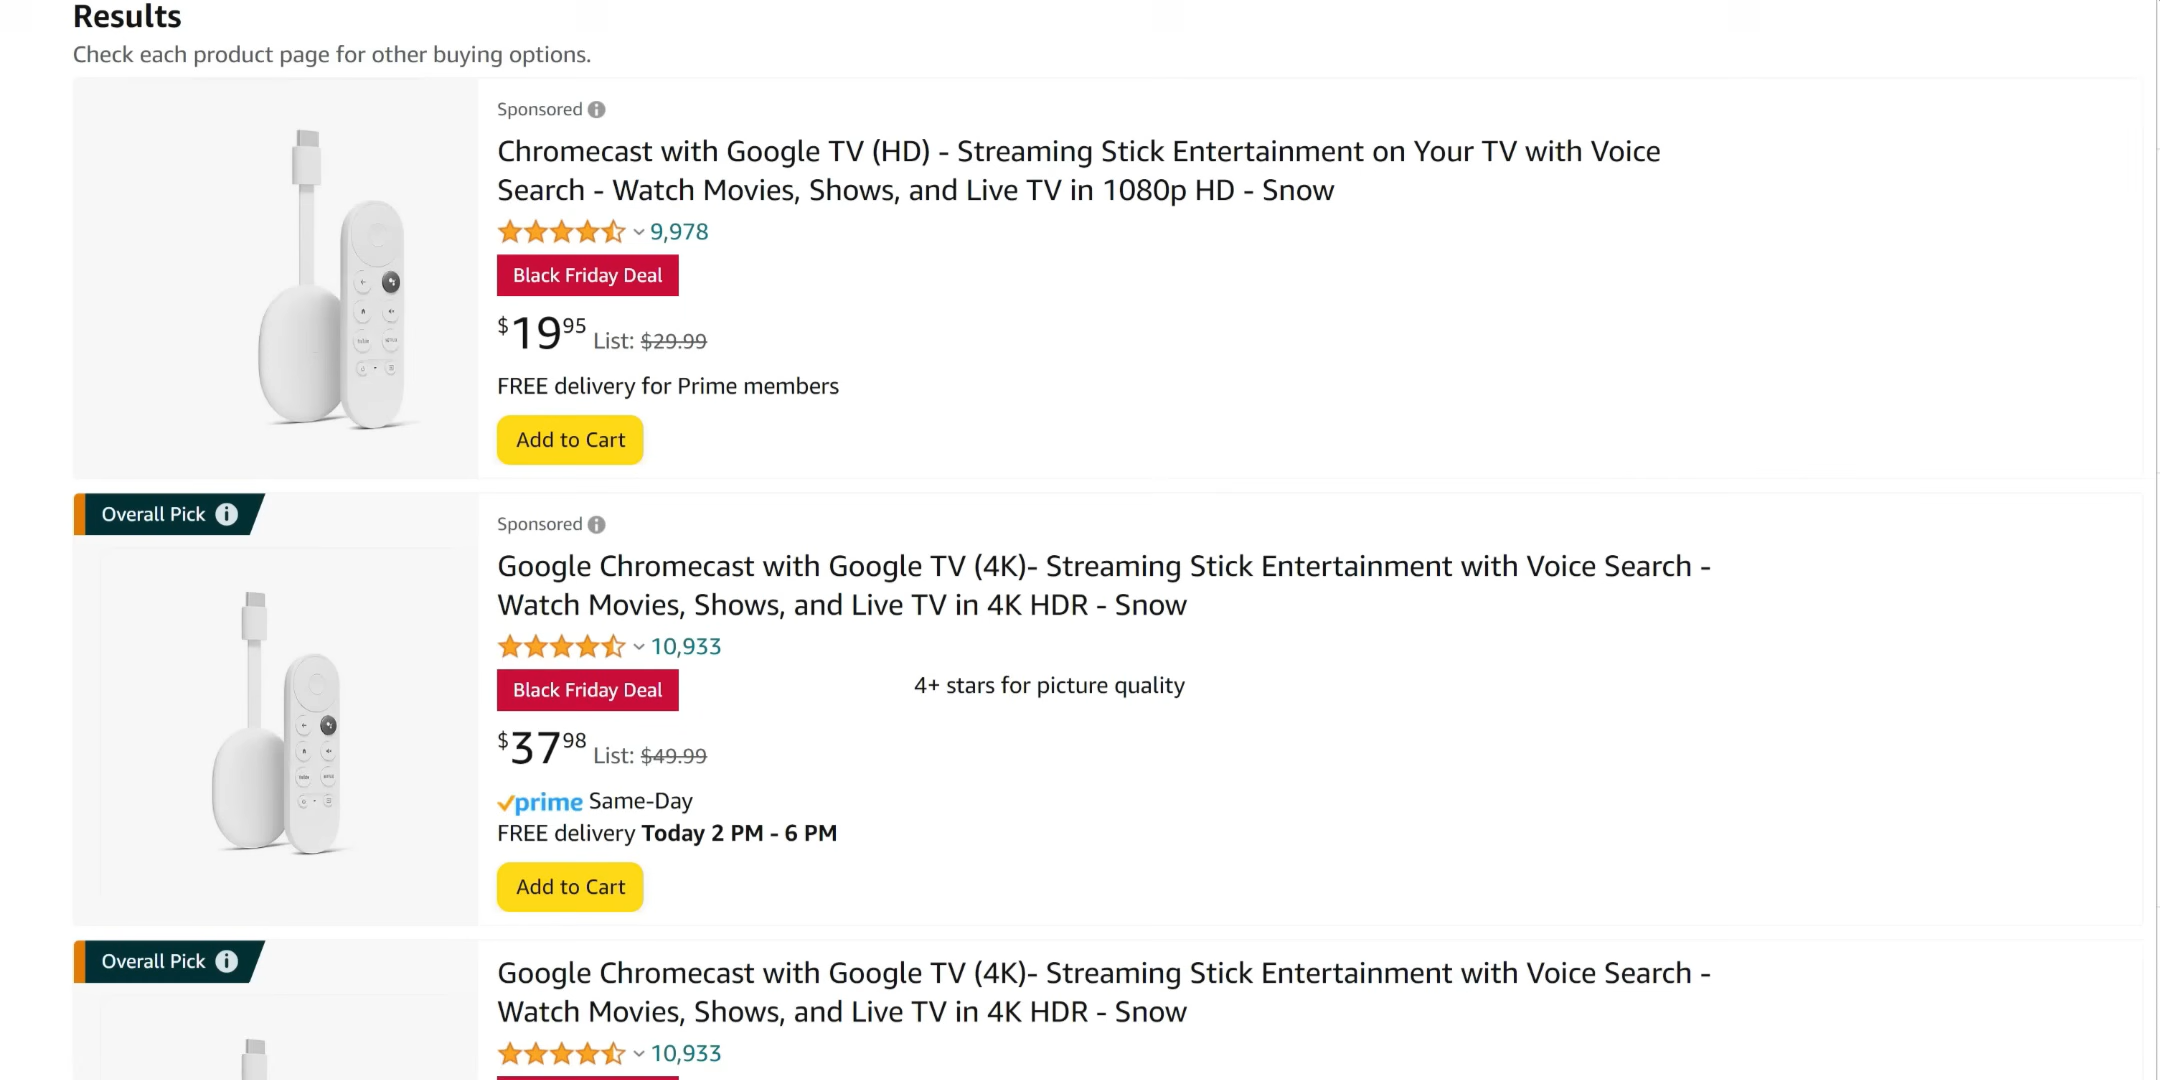 Results
Check each product page for other buying options.
Sponsored
Chromecast with Google TV (HD) - Streaming Stick Entertainment on Your TV with Voice
Search - Watch Movies, Shows, and Live TV in 1080p HD - Snow
9,978
Black Friday Deal
$19.95 List: $29.99
FREE delivery for Prime members
Add to Cart
Overall Pick
Sponsored
Google Chromecast with Google TV (4K)- Streaming Stick Entertainment with Voice Search -
Watch Movies, Shows, and Live TV in 4K HDR - Snow
10,933
Black Friday Deal
4+ stars for picture quality
$37.98 List: $49.99
prime Same-Day
FREE delivery Today 2 PM - 6 PM
Add to Cart
Overall Pick
Google Chromecast with Google TV (4K)- Streaming Stick Entertainment with Voice Search -
Watch Movies, Shows, and Live TV in 4K HDR - Snow
10,933